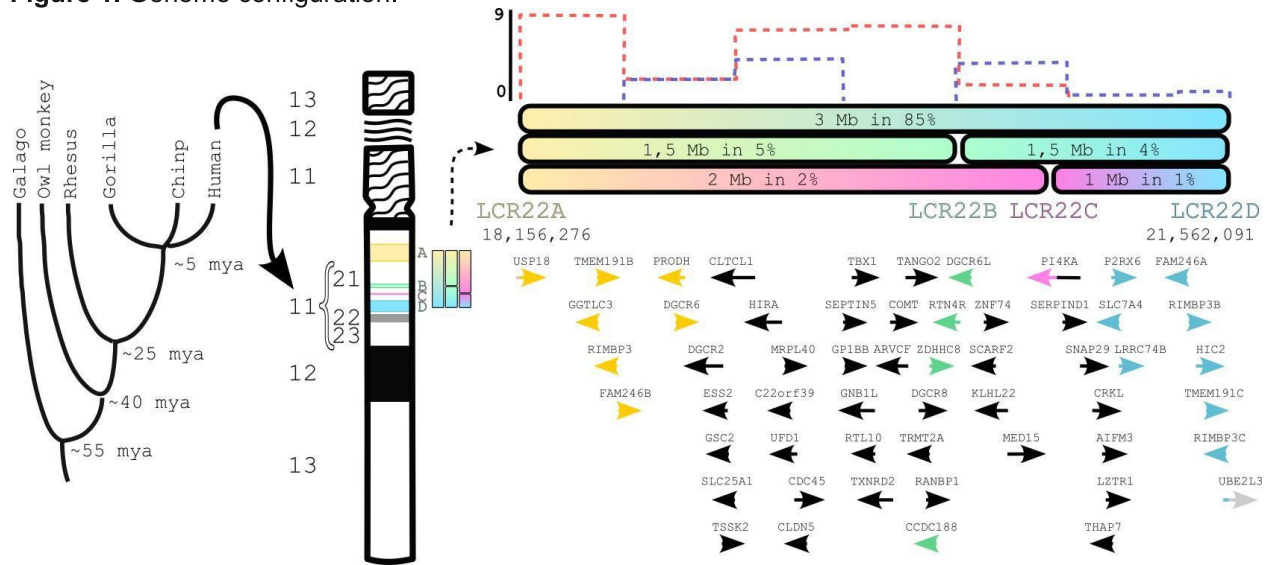 Figure 1. Genome configuration.
Galago
Owl monkey
Rhesus
Gorilla
Chinp
Human
~5 mya
~25 mya
~40 mya
~55 mya
13
12
11
11
21
22
23
12
13
A
B
C
D
9
0
3 Mb in 85%
1,5 Mb in 5% 1,5 Mb in 4%
2 Mb in 2% 1 Mb in 1%
LCR22A LCR22B LCR22C LCR22D
18,156,276 21,562,091
USP18 TMEM191B PRODH CLTCL1 TBX1 TANGO2 DGCR6L PI4KA P2RX6 FAM246A
GGTLC3 DGCR6 HIRA SEPTIN5 COMT RTN4R ZNF74 SERPIND1 SLC7A4 RIMBP3B
RIMBP3 DGCR2 MRPL40 GP1BB ARVCF ZDHHC8 SCARF2 SNAP29 LRRC74B HIC2
FAM246B ESS2 C22orf39 GNB1L DGCR8 KLHL22 CRKL TMEM191C
GSC2 UFD1 RTL10 TRMT2A MED15 AIFM3 RIMBP3C
SLC25A1 CDC45 TXNRD2 RANBP1 LZTR1 UBE2L3
TSSK2 CLDN5 CCDC188 THAP7